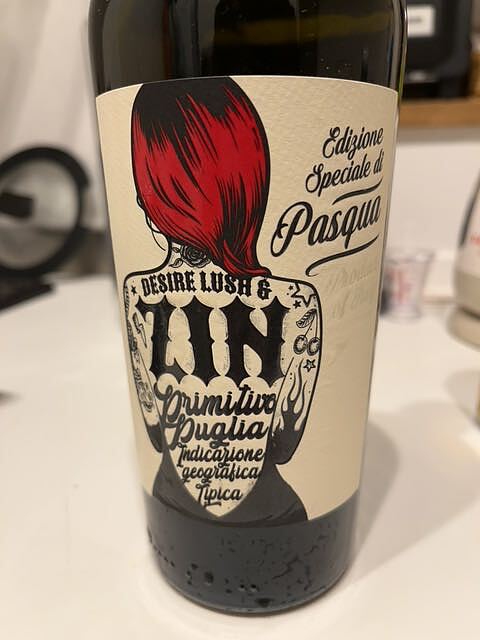 Edizione
Speciale di
Pasqua
DESIRE LUSH &
ZIN
Primitivo
Puglia
Indicazione
geografica
Tipica